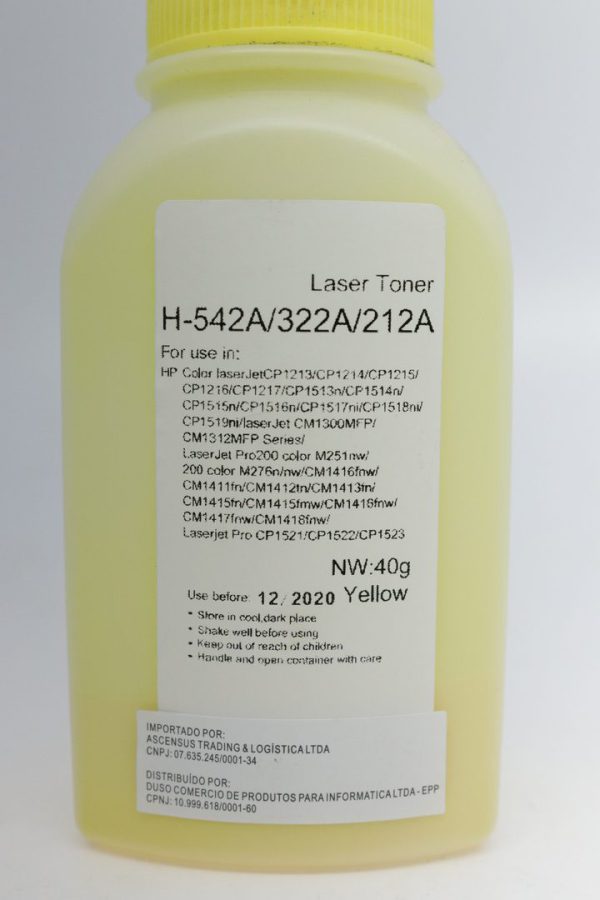 Laser Toner
H-542A/322A/212A
For use in:
HP Color laserJetCP1213/CP1214/CP1215/
CP1216/CP1217/CP1513n/CP1514n/
CP1515n/CP1516n/CP1517ni/CP1518ni/
CP1519ni/laserJet CM1300MFP/
CM1312MFP Series/
LaserJet Pro200 color M251nw/
200 color M276n/nw/CM1416fnw/
CM1411fn/CM1412fn/CM1413fn/
CM1415fn/CM1415fmw/CM1416fnw/
CM1417fnw/CM1418fnw/
Laserjet Pro CP1521/CP1522/CP1523
NW:40g
Use before: 12/2020 Yellow
* Store in cool,dark place
* Shake well before using
* Keep out of reach of children
* Handle and open container with care
IMPORTADO POR:
ASCENSUS TRADING & LOGÍSTICA LTDA
CNPJ: 07.635.245/0001-34
DISTRIBUÍDO POR:
DUSO COMERCIO DE PRODUTOS PARA INFORMATICA LTDA - EPP
CPNJ: 10.999.618/0001-60